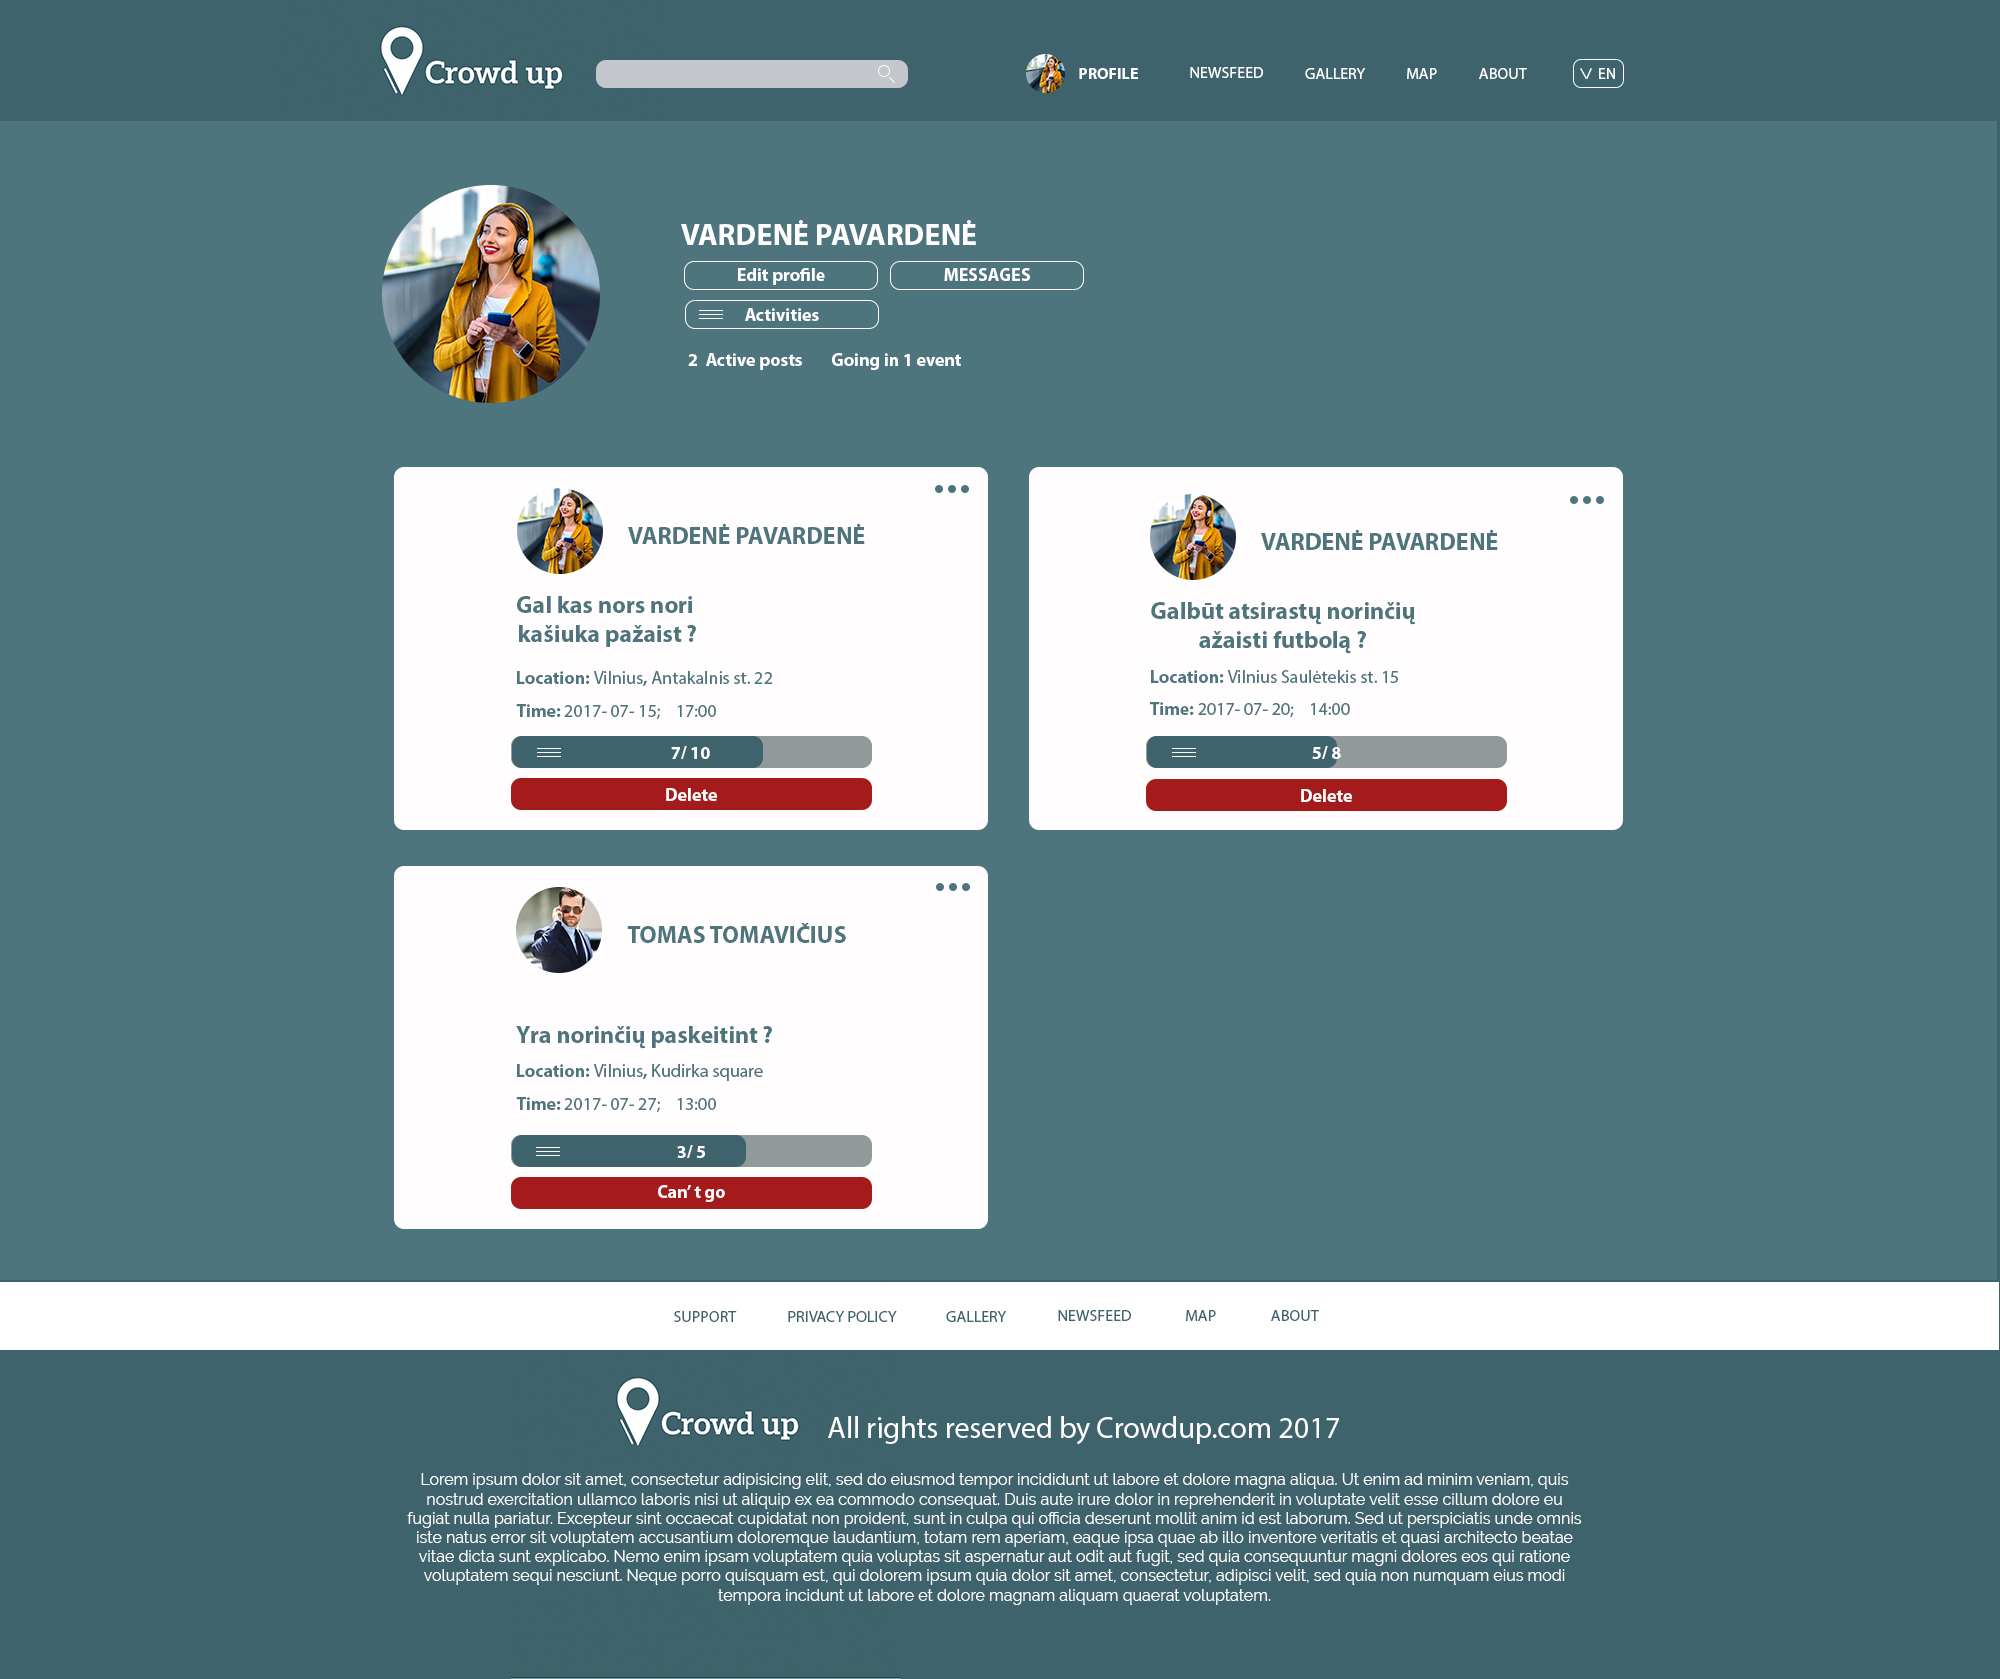 Crowd up
PROFILE NEWSFEED GALLERY MAP ABOUT V EN
VARDENĖ PAVARDENĖ
Edit profile MESSAGES
Activities
2 Active posts Going in 1 event
VARDENĖ PAVARDENĖ
Gal kas nors nori
kašiuka pažaist ?
Location: Vilnius, Antakalnis st. 22
Time: 2017- 07- 15; 17:00
7/ 10
Delete
VARDENĖ PAVARDENĖ
Galbūt atsirastų norinčių
ažaisti futbolą ?
Location: Vilnius Saulėtekis st. 15
Time: 2017- 07- 20; 14:00
5/ 8
Delete
TOMAS TOMAVIČIUS
Yra norinčių paskeitint ?
Location: Vilnius, Kudirka square
Time: 2017- 07- 27; 13:00
3/ 5
Can' t go
SUPPORT PRIVACY POLICY GALLERY NEWSFEED MAP ABOUT
Crowd up All rights reserved by Crowdup.com 2017
Lorem ipsum dolor sit amet, consectetur adipisicing elit, sed do eiusmod tempor incididunt ut labore et dolore magna aliqua. Ut enim ad minim veniam, quis
nostrud exercitation ullamco laboris nisi ut aliquip ex ea commodo consequat. Duis aute irure dolor in reprehenderit in voluptate velit esse cillum dolore eu
fugiat nulla pariatur. Excepteur sint occaecat cupidatat non proident, sunt in culpa qui officia deserunt mollit anim id est laborum. Sed ut perspiciatis unde omnis
iste natus error sit voluptatem accusantium doloremque laudantium, totam rem aperiam, eaque ipsa quae ab illo inventore veritatis et quasi architecto beatae
vitae dicta sunt explicabo. Nemo enim ipsam voluptatem quia voluptas sit aspernatur aut odit aut fugit, sed quia consequuntur magni dolores eos qui ratione
voluptatem sequi nesciunt. Neque porro quisquam est, qui dolorem ipsum quia dolor sit amet, consectetur, adipisci velit, sed quia non numquam eius modi
tempora incidunt ut labore et dolore magnam aliquam quaerat voluptatem.